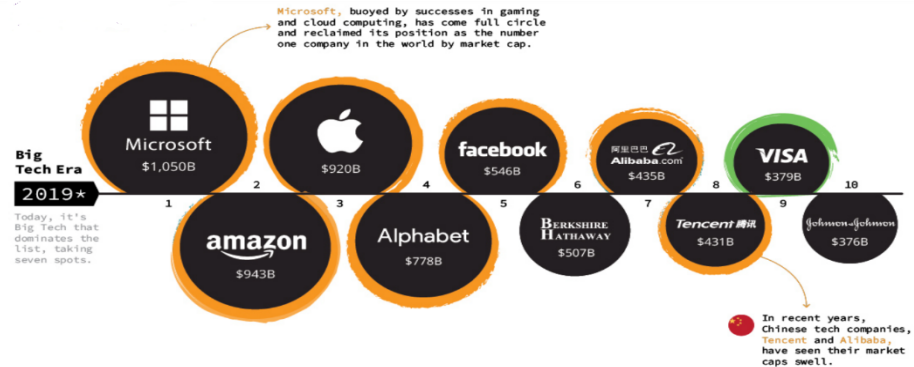 Microsoft, buoyed by successes in gaming
and cloud computing, has come full circle
and reclaimed its position as the number
one company in the world by market cap.
Microsoft
$1,050B
$920B
facebook
$546B
阿里巴巴
Alibaba.com
$435B
VISA
$379B
Big
Tech Era
2019*
1
2
3
4
5
6
7
8
9
10
Today, it's
Big Tech that
dominates the
list, taking
seven spots.
amazon
$943B
Alphabet
$778B
BERKSHIRE
HATHAWAY
$507B
Tencent 腾讯
$431B
Johnson & Johnson
$376B
In recent years,
Chinese tech companies,
Tencent and Alibaba,
have seen their market
caps swell.